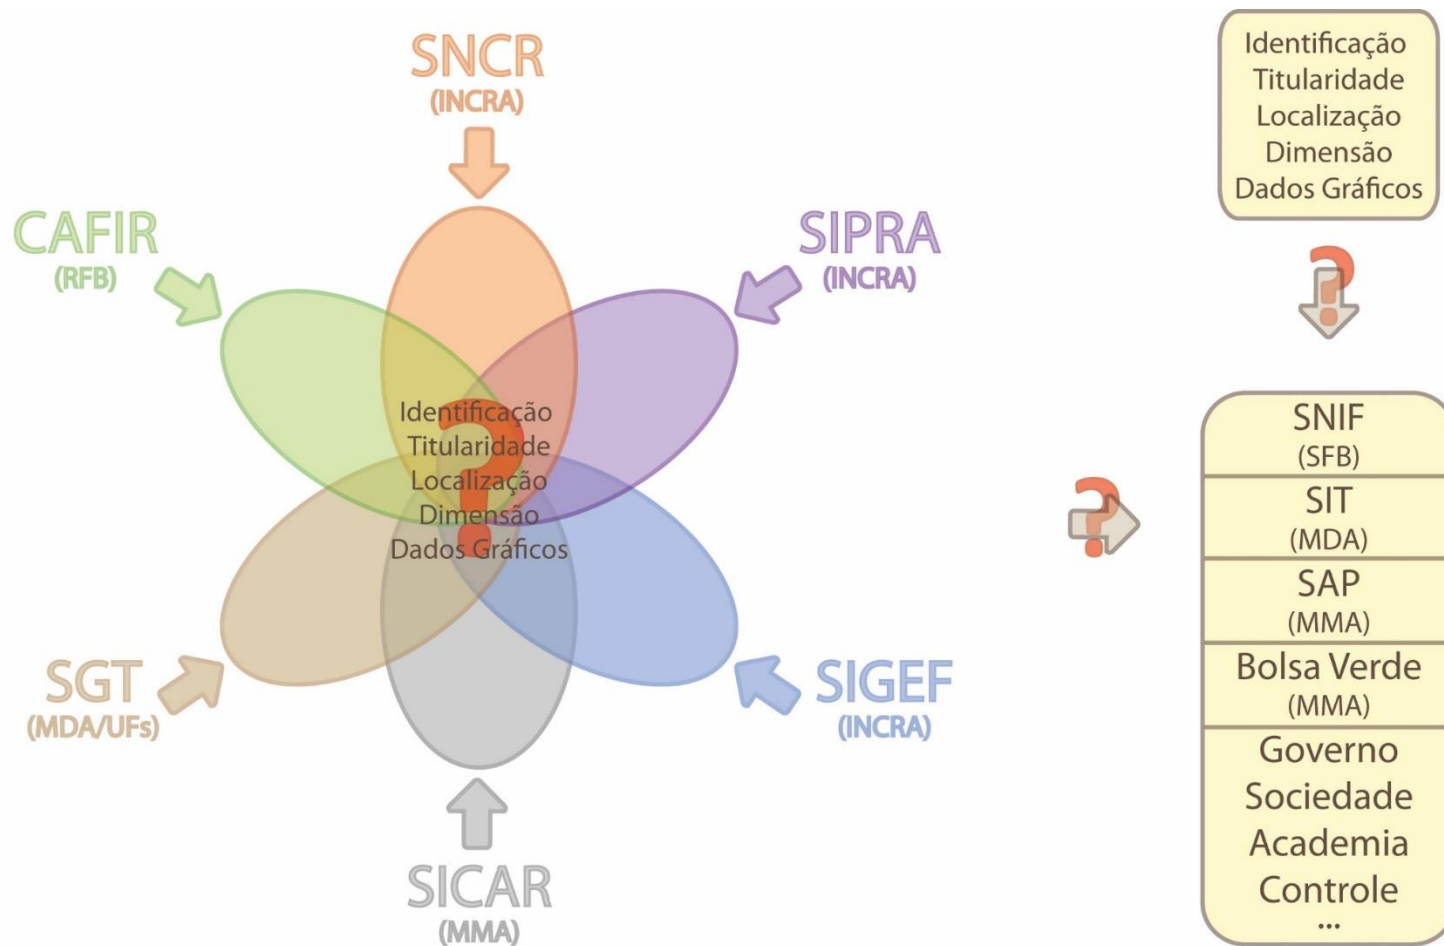 SNCR
(INCRA)
CAFIR
(RFB)
SIPRA
(INCRA)
?
Identificação
Titularidade
Localização
Dimensão
Dados Gráficos
SGT
(MDA/UFs)
SIGEF
(INCRA)
SICAR
(MMA)
?
Identificação
Titularidade
Localização
Dimensão
Dados Gráficos
?
SNIF
(SFB)
SIT
(MDA)
SAP
(MMA)
Bolsa Verde
(MMA)
Governo
Sociedade
Academia
Controle
...